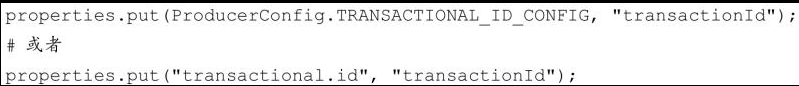 properties.put(ProducerConfig.TRANSACTIONAL_ID_CONFIG, "transactionId");
# 或者
properties.put("transactional.id", "transactionId");